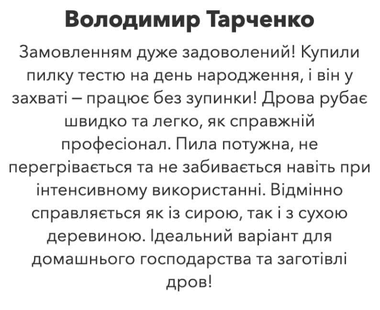 Володимир Тарченко
Замовленням дуже задоволений! Купили
пилку тестю на день народження, і він у
захваті — працює без зупинки! Дрова рубає
швидко та легко, як справжній
професіонал. Пила потужна, не
перегрівається та не забивається навіть при
інтенсивному використанні. Відмінно
справляється як із сирою, так і з сухою
деревиною. Ідеальний варіант для
домашнього господарства та заготівлі
дров!